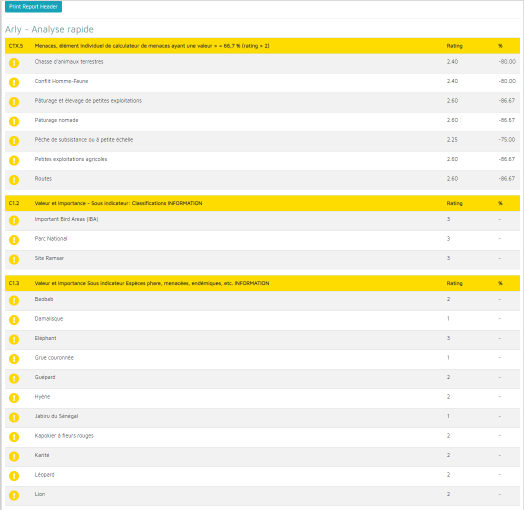 Print Report Header
Arly - Analyse rapide
CTX.5 Menaces, élément individuel de calculateur de menaces ayant une valeur > = 66,7 % (rating = 2) Rating %
Chasse d'animaux terrestres 2.40 -80.00
Conflit Homme-Faune 2.40 -80.00
Pâturage et élevage de petites exploitations 2.60 -86.67
Pâturage nomade 2.60 -86.67
Pêche de subsistance ou à petite échelle 2.25 -75.00
Petites exploitations agricoles 2.60 -86.67
Routes 2.60 -86.67
C1.2 Valeur et Importance - Sous indicateur: Classifications INFORMATION Rating %
Important Bird Areas (IBA) 3 -
Parc National 3 -
Site Ramsar 3 -
C1.3 Valeur et Importance Sous indicateur Espèces phare, menacées, endémiques, etc. INFORMATION Rating %
Baobab 2 -
Damalisque 1 -
Elephant 3 -
Grue couronnée 1 -
Guépard 2 -
Hyène 2 -
Jabiru du Sénégal 1 -
Kapokier à fleurs rouges 2 -
Karité 2 -
Léopard 2 -
Lion 2 -